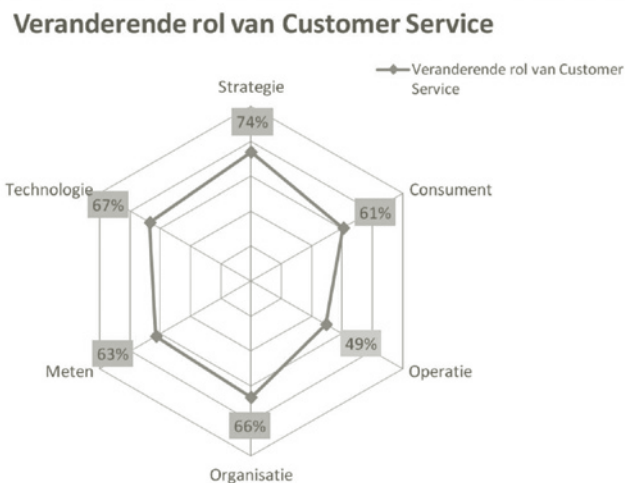 Veranderende rol van Customer Service
Veranderende rol van Customer
Service
Strategie
74%
Technologie
67%
Consument
61%
63%
Meten
49%
Operatie
66%
Organisatie